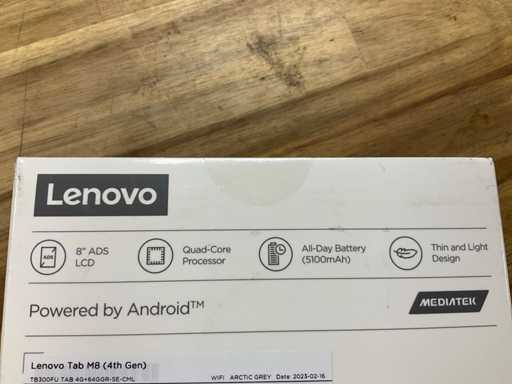 Lenovo
8" ADS
LCD
Quad-Core
Processor
All-Day Battery
(5100mAh)
Thin and Light
Design
ADS
Powered by Android™
MEDIATEK
Lenovo Tab M8 (4th Gen)
TB300FU TAB 4G+64GGR-SE-CML
WIFI ARCTIC GREY Date: 2023-02-16